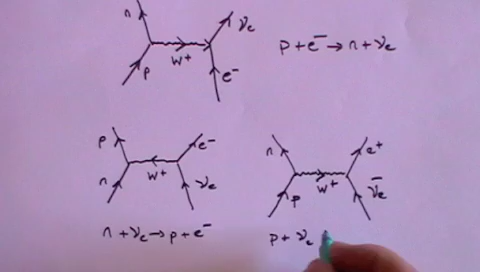 n
νe
p
W+
e-
p + e- → n + νe
p
e-
n
W+
νe
n + νe → p + e-
n
e+
p
W+
ν̄e
p + νe